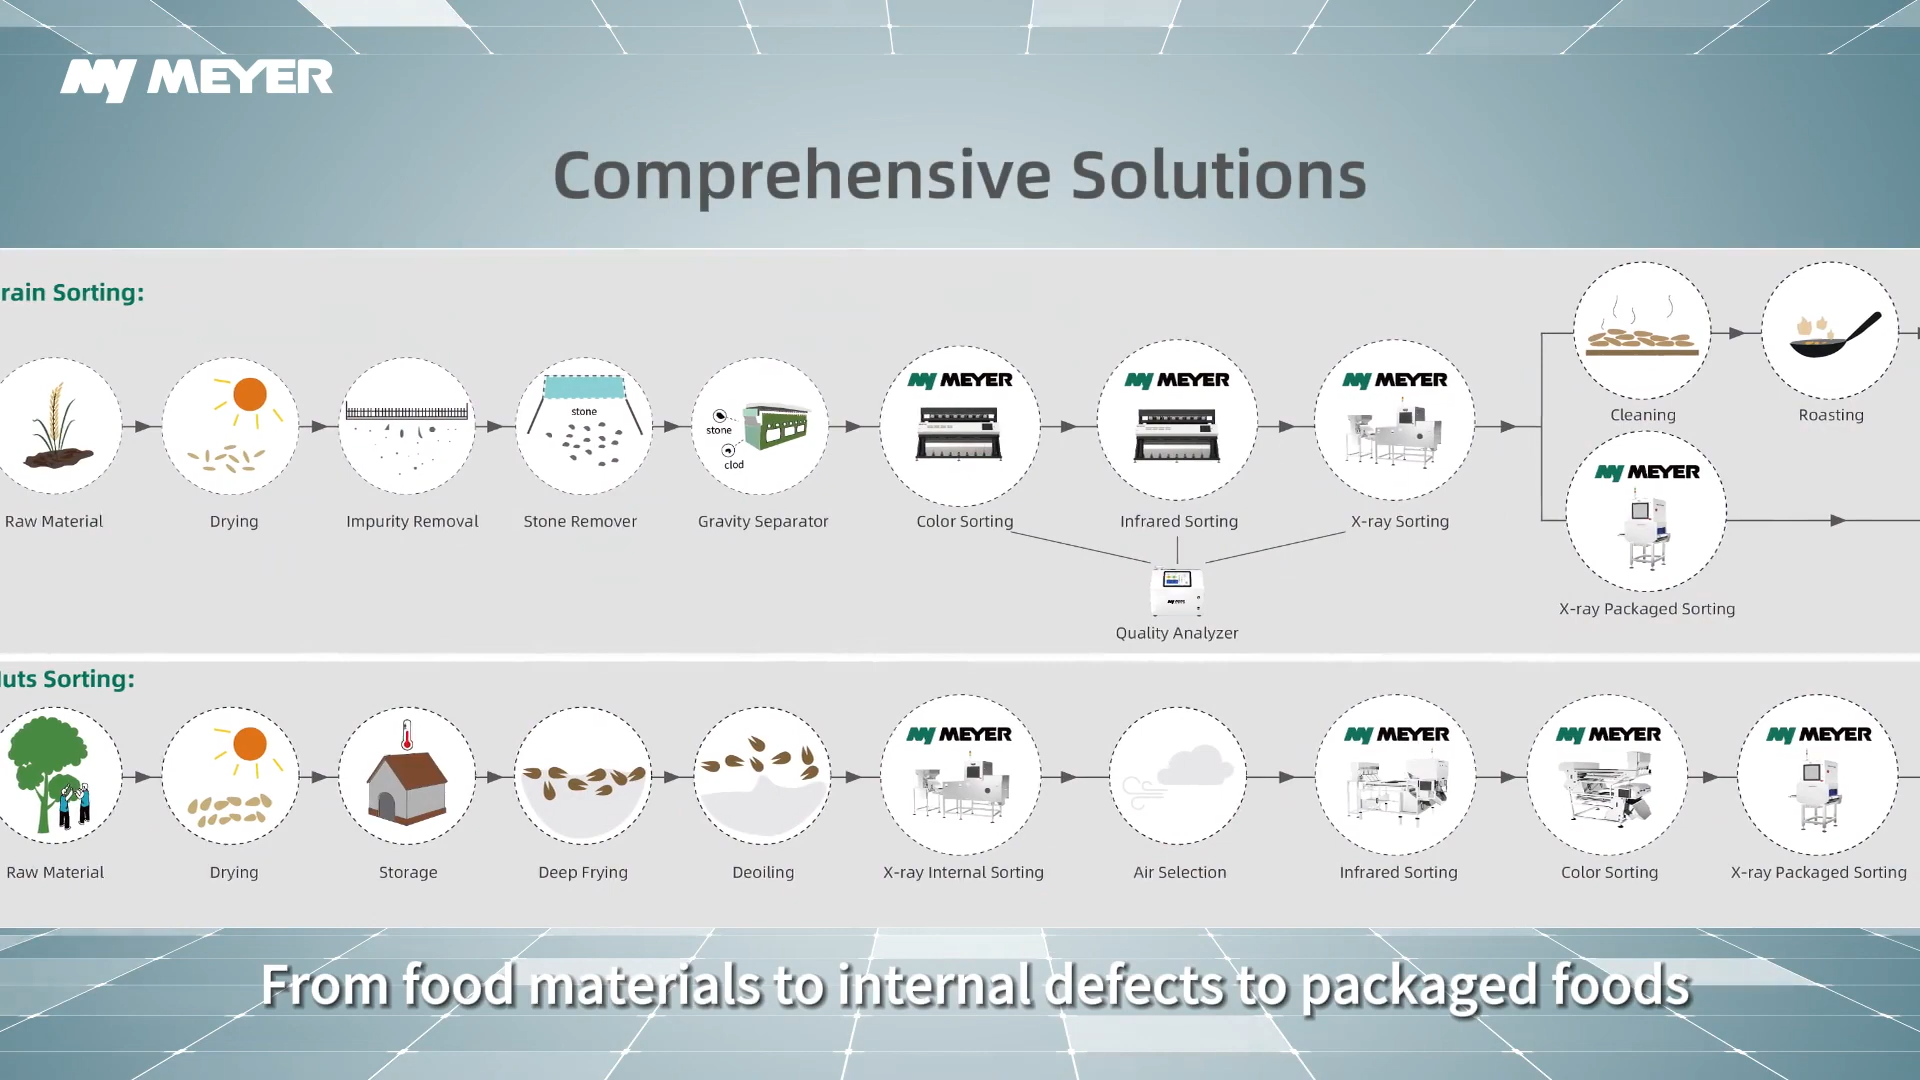 MEYER
Comprehensive Solutions
rain Sorting:
Raw Material
Drying
Impurity Removal
stone
Stone Remover
stone
clod
Gravity Separator
MEYER
Color Sorting
MEYER
Infrared Sorting
MEYER
X-ray Sorting
Quality Analyzer
Cleaning
Roasting
MEYER
X-ray Packaged Sorting
uts Sorting:
Raw Material
Drying
Storage
Deep Frying
Deoiling
MEYER
X-ray Internal Sorting
Air Selection
MEYER
Infrared Sorting
MEYER
Color Sorting
MEYER
X-ray Packaged Sorting
From food materials to internal defects to packaged foods